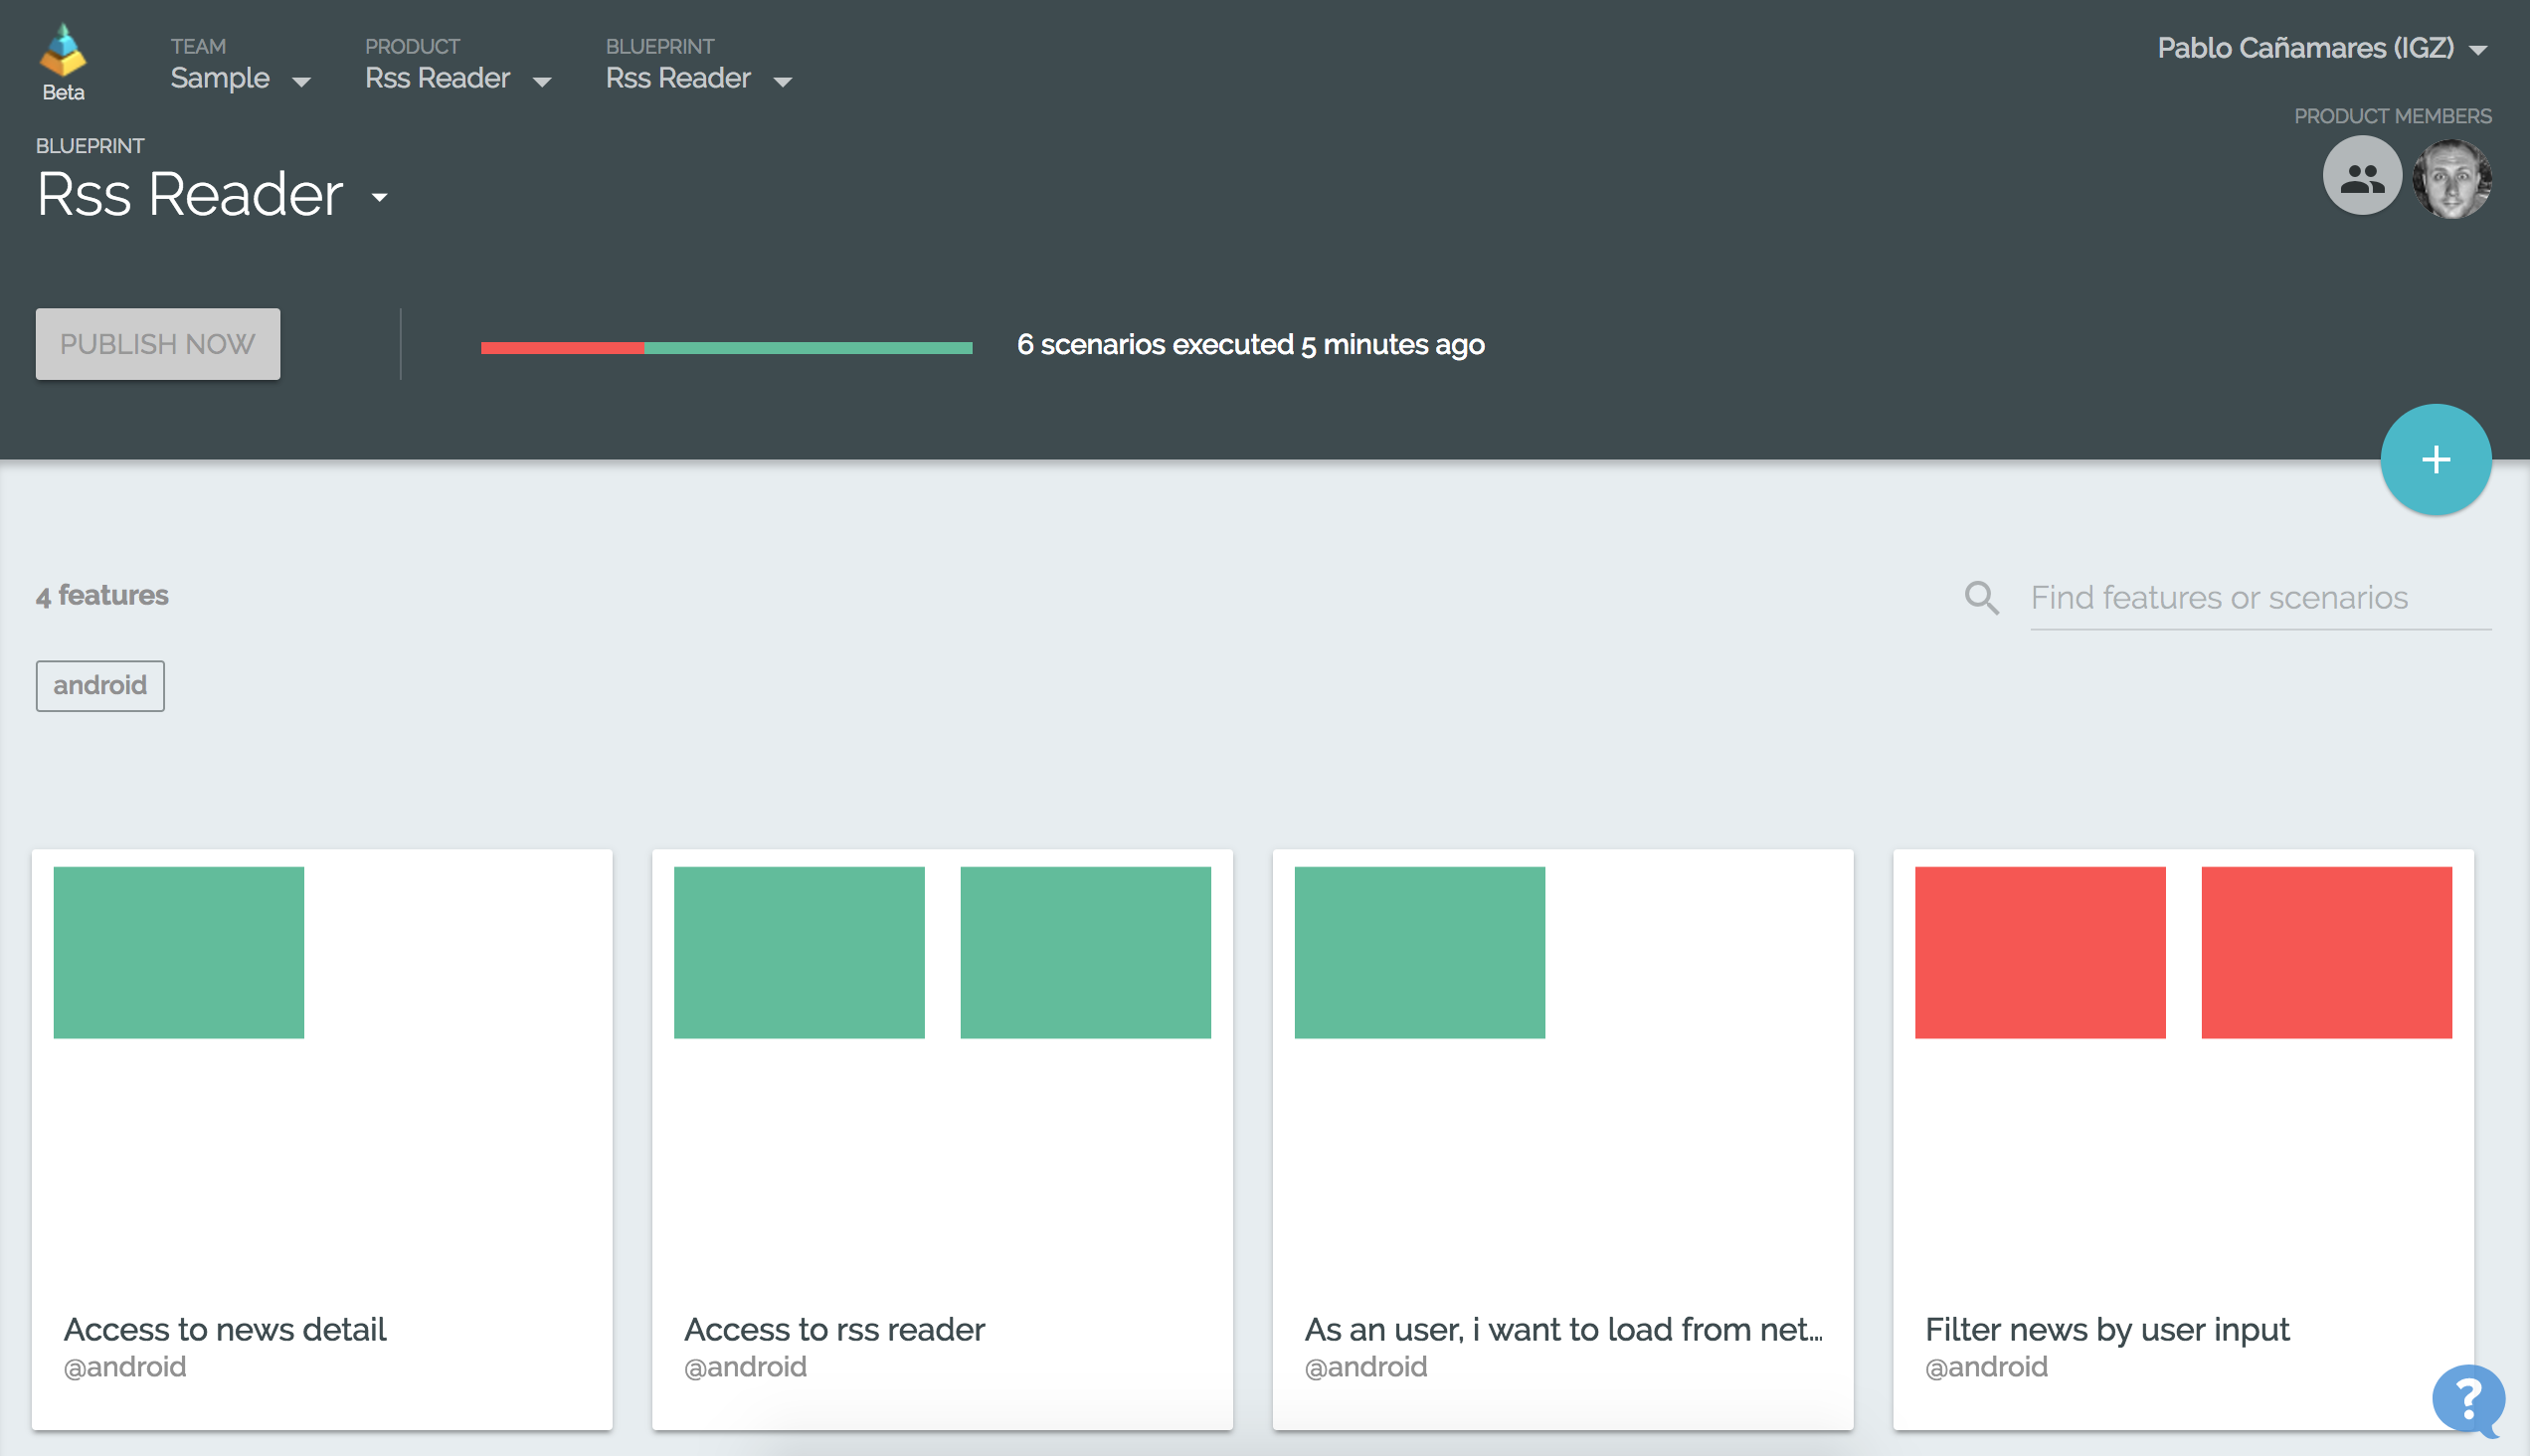 Beta
TEAM
Sample
PRODUCT
Rss Reader
BLUEPRINT
Rss Reader
Pablo Cañamares (IGZ)
PRODUCT MEMBERS
BLUEPRINT
Rss Reader
PUBLISH NOW
6 scenarios executed 5 minutes ago
+
4 features
Find features or scenarios
android
Access to news detail
@android
Access to rss reader
@android
As an user, i want to load from net...
@android
Filter news by user input
@android
?